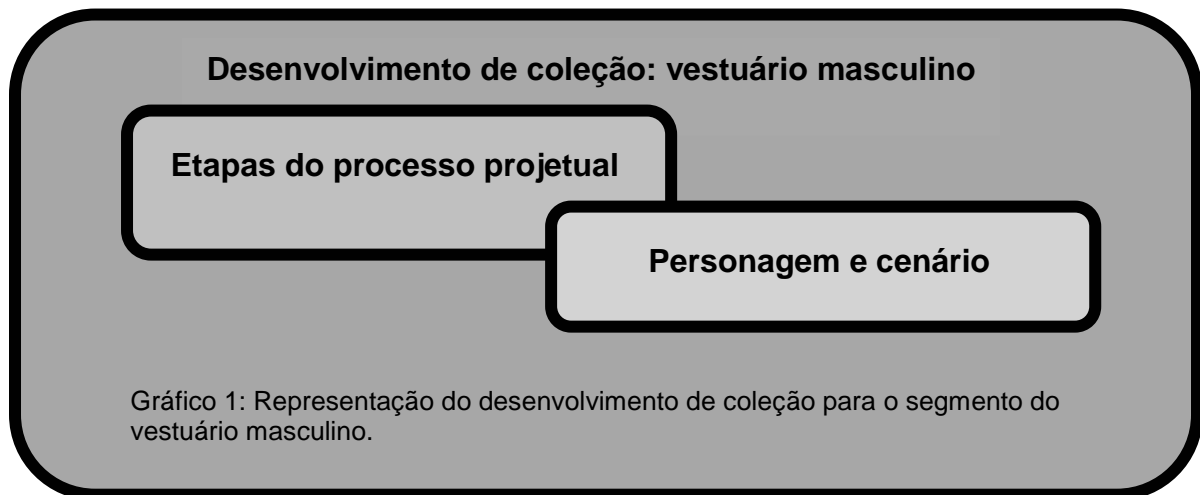 Desenvolvimento de coleção: vestuário masculino
Etapas do processo projetual
Personagem e cenário
Gráfico 1: Representação do desenvolvimento de coleção para o segmento do
vestuário masculino.